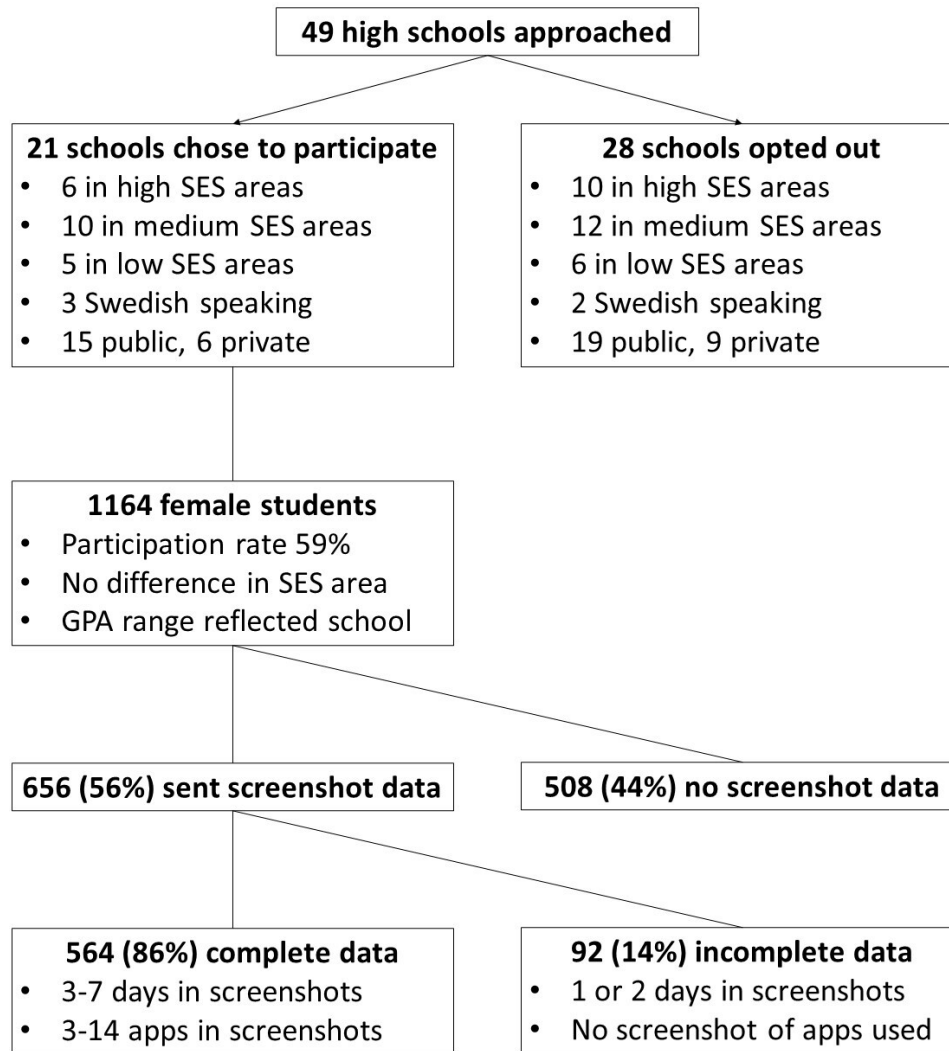 49 high schools approached
21 schools chose to participate
• 6 in high SES areas
• 10 in medium SES areas
• 5 in low SES areas
• 3 Swedish speaking
• 15 public, 6 private
28 schools opted out
• 10 in high SES areas
• 12 in medium SES areas
• 6 in low SES areas
• 2 Swedish speaking
• 19 public, 9 private
1164 female students
• Participation rate 59%
• No difference in SES area
• GPA range reflected school
656 (56%) sent screenshot data
508 (44%) no screenshot data
564 (86%) complete data
• 3-7 days in screenshots
• 3-14 apps in screenshots
92 (14%) incomplete data
• 1 or 2 days in screenshots
• No screenshot of apps used